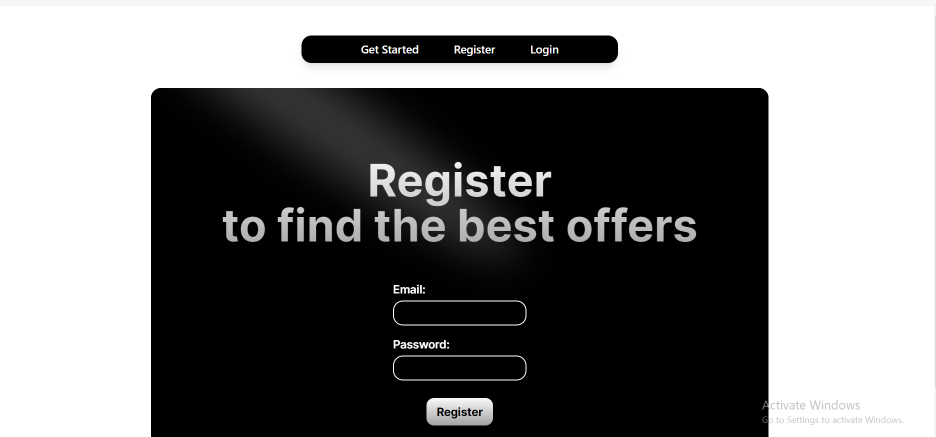 Get Started Register Login
Register
to find the best offers
Email:
Password:
Register
Activate Windows
Go to Settings to activate Windows.